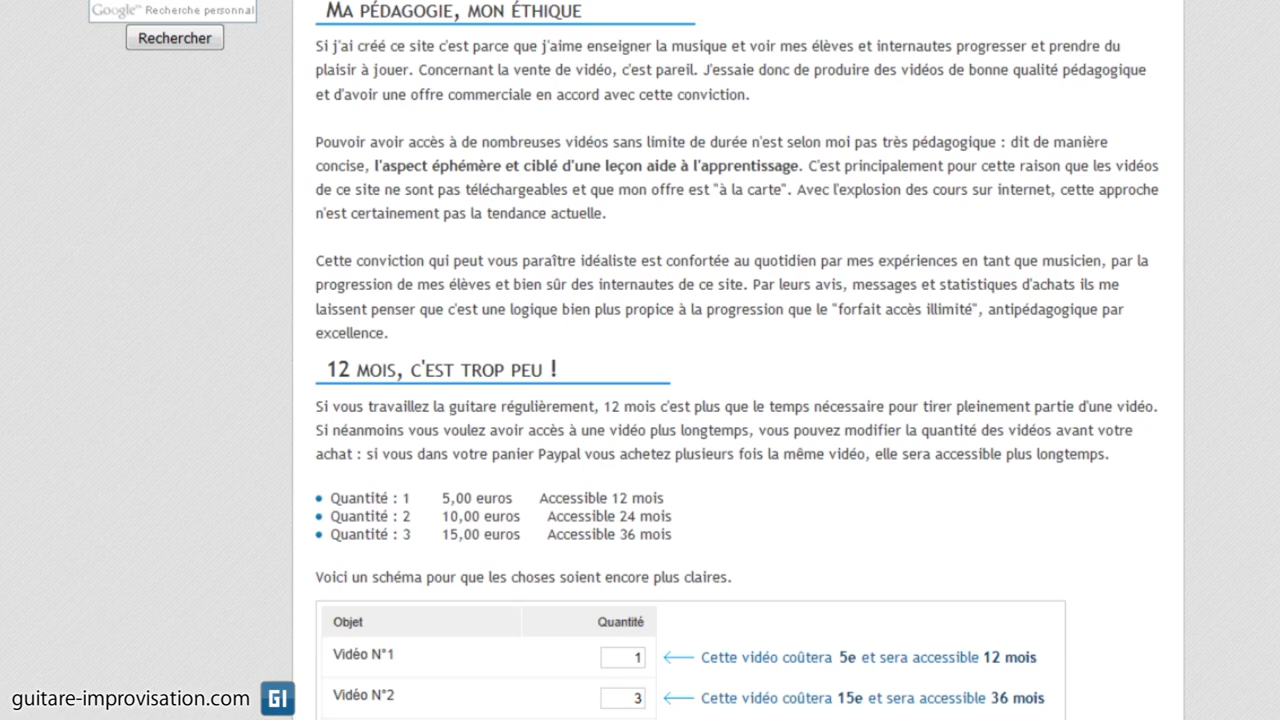 Google™ Recherche personnal
Rechercher
Ma pédagogie, mon éthique
Si j'ai créé ce site c'est parce que j'aime enseigner la musique et voir mes élèves et internautes progresser et prendre du
plaisir à jouer. Concernant la vente de vidéo, c'est pareil. J'essaie donc de produire des vidéos de bonne qualité pédagogique
et d'avoir une offre commerciale en accord avec cette conviction.
Pouvoir avoir accès à de nombreuses vidéos sans limite de durée n'est selon moi pas très pédagogique : dit de manière
concise, l'aspect éphémère et ciblé d'une leçon aide à l'apprentissage. C'est principalement pour cette raison que les vidéos
de ce site ne sont pas téléchargeables et que mon offre est "à la carte". Avec l'explosion des cours sur internet, cette approche
n'est certainement pas la tendance actuelle.
Cette conviction qui peut vous paraître idéaliste est confortée au quotidien par mes expériences en tant que musicien, par la
progression de mes élèves et bien sûr des internautes de ce site. Par leurs avis, messages et statistiques d'achats ils me
laissent penser que c'est une logique bien plus propice à la progression que le "forfait accès illimité", antipédagogique par
excellence.
12 mois, c'est trop peu !
Si vous travaillez la guitare régulièrement, 12 mois c'est plus que le temps nécessaire pour tirer pleinement partie d'une vidéo.
Si néanmoins vous voulez avoir accès à une vidéo plus longtemps, vous pouvez modifier la quantité des vidéos avant votre
achat : si vous dans votre panier Paypal vous achetez plusieurs fois la même vidéo, elle sera accessible plus longtemps.
• Quantité : 1 5,00 euros Accessible 12 mois
• Quantité : 2 10,00 euros Accessible 24 mois
• Quantité : 3 15,00 euros Accessible 36 mois
Voici un schéma pour que les choses soient encore plus claires.
Objet Quantité
Vidéo N°1 1 Cette vidéo coûtera 5e et sera accessible 12 mois
Vidéo N°2 3 Cette vidéo coûtera 15e et sera accessible 36 mois
guitare-improvisation.com GI